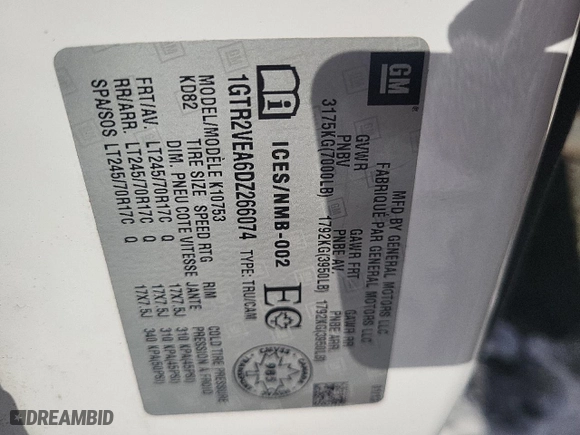 GM
MFD BY GENERAL MOTORS LLC
FABRIQUÉ PAR GENERAL MOTORS LLC
GVWR GAWR FRT GAWR RR
PNBV PNBE AV PNBE ARR
3175KG(7000LB) 1792KG(3950LB) 1792KG(3950LB)
ICES/NMB-002 EC
1GTR2VEA6DZ266074 TYPE: TRU/CAM
MODEL/MODÈLE K10753
KD82 TIRE SIZE SPEED RTG RIM COLD TIRE PRESSURE
DIM. PNEU COTE VITESSE JANTE PRESSION À FROID
FRT/AV. LT245/70R17C Q 17X7.5J 310 KPA(45PSI)
RR/ARR. LT245/70R17C Q 17X7.5J 310 KPA(45PSI)
SPA/SOS LT245/70R17C Q 17X7.5J 340 KPA(50PSI)
DREAMBID